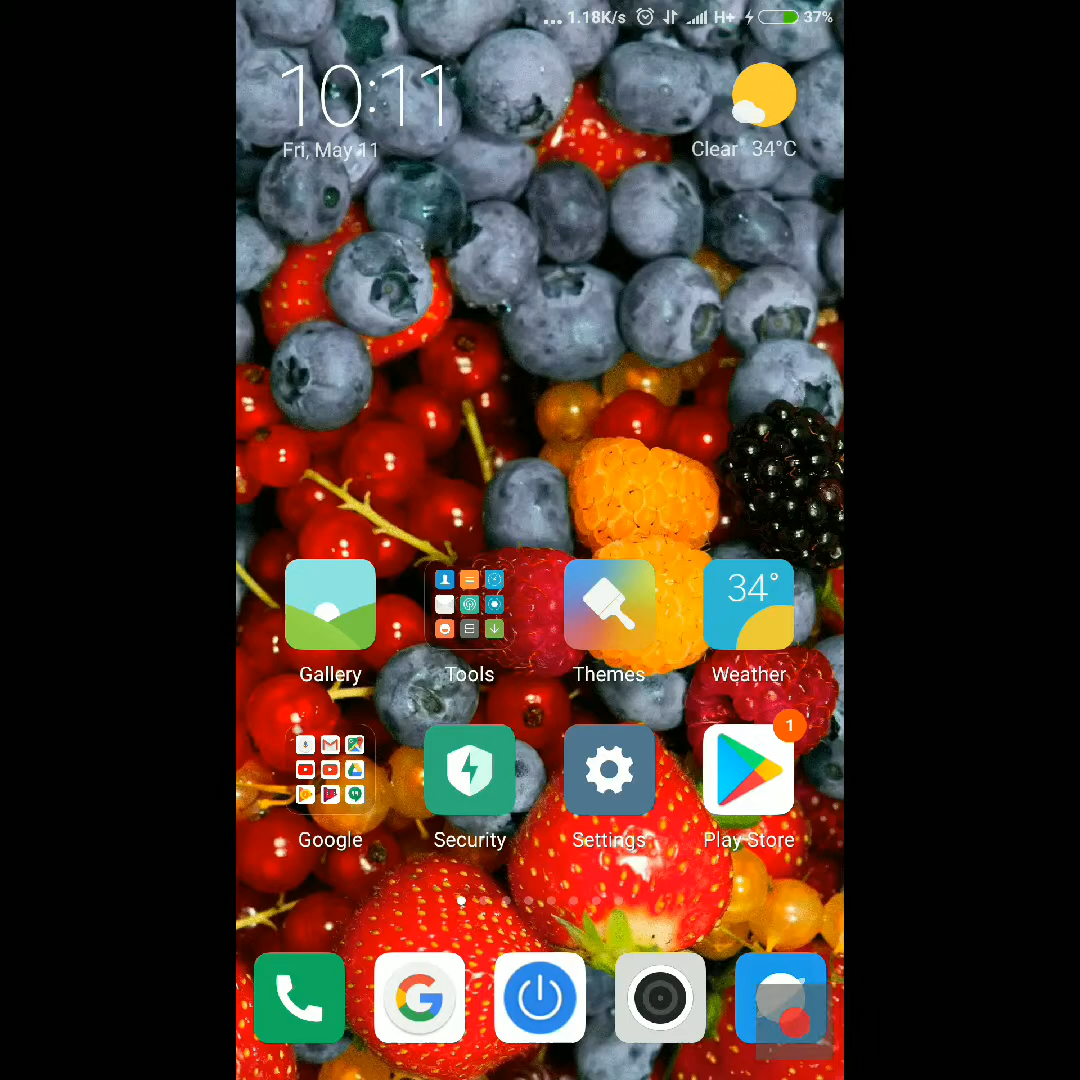 ... 1.18K/s H+ 37%
10:11
Fri, May 11
Clear 34°C
34°
Gallery Tools Themes Weather
1
Google Security Settings Play Store